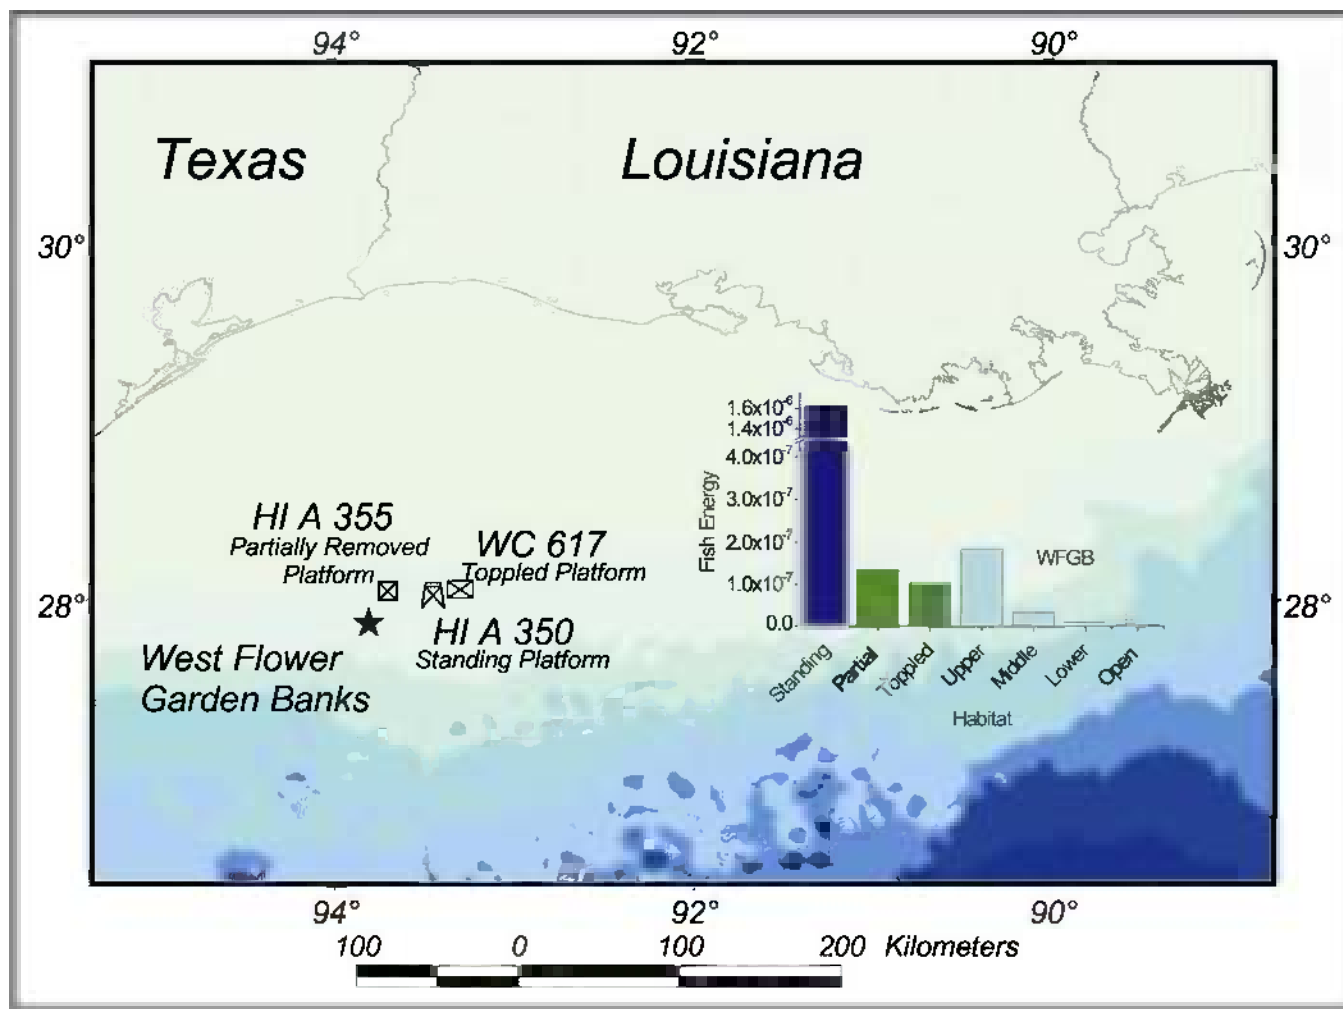 94° 92° 90°
Texas Louisiana
30° 30°
1.6x10⁻⁶
1.4x10⁻⁶
4.0x10⁻⁷
3.0x10⁻⁷
2.0x10⁻⁷
1.0x10⁻⁷
0.0
Fish Energy
WFGB
Standing
Partial
Toppled
Upper
Middle
Lower
Open
Habitat
HI A 355
Partially Removed
Platform
WC 617
Toppled Platform
28° 28°
HI A 350
Standing Platform
West Flower
Garden Banks
94° 92° 90°
100 0 100 200 Kilometers